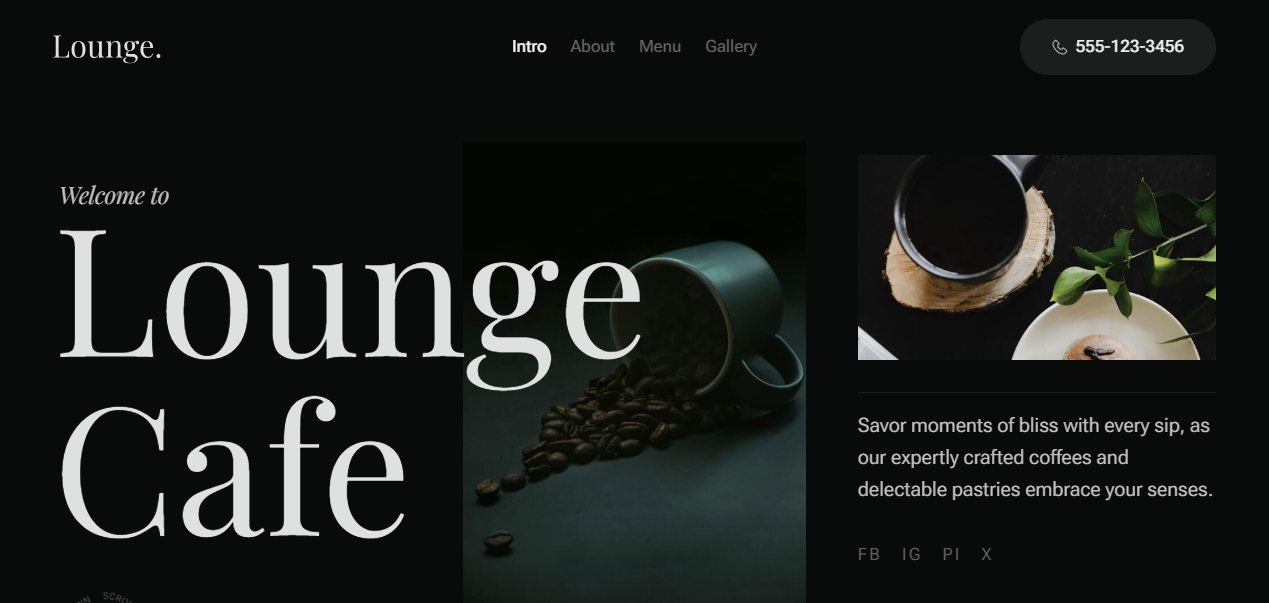 Lounge.
Intro About Menu Gallery
555-123-3456
Welcome to
Lounge
Cafe
Savor moments of bliss with every sip, as
our expertly crafted coffees and
delectable pastries embrace your senses.
FB IG PI X